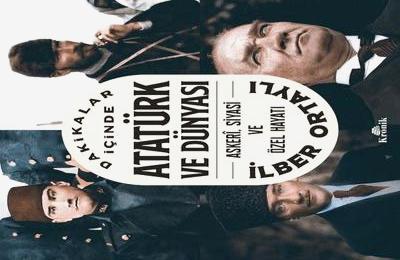 DAKİKALAR
İÇİNDE
ATATÜRK
VE DÜNYASI
ASKERÎ, SİYASİ
VE
ÖZEL HAYATI
İLBER ORTAYLI
Kronik